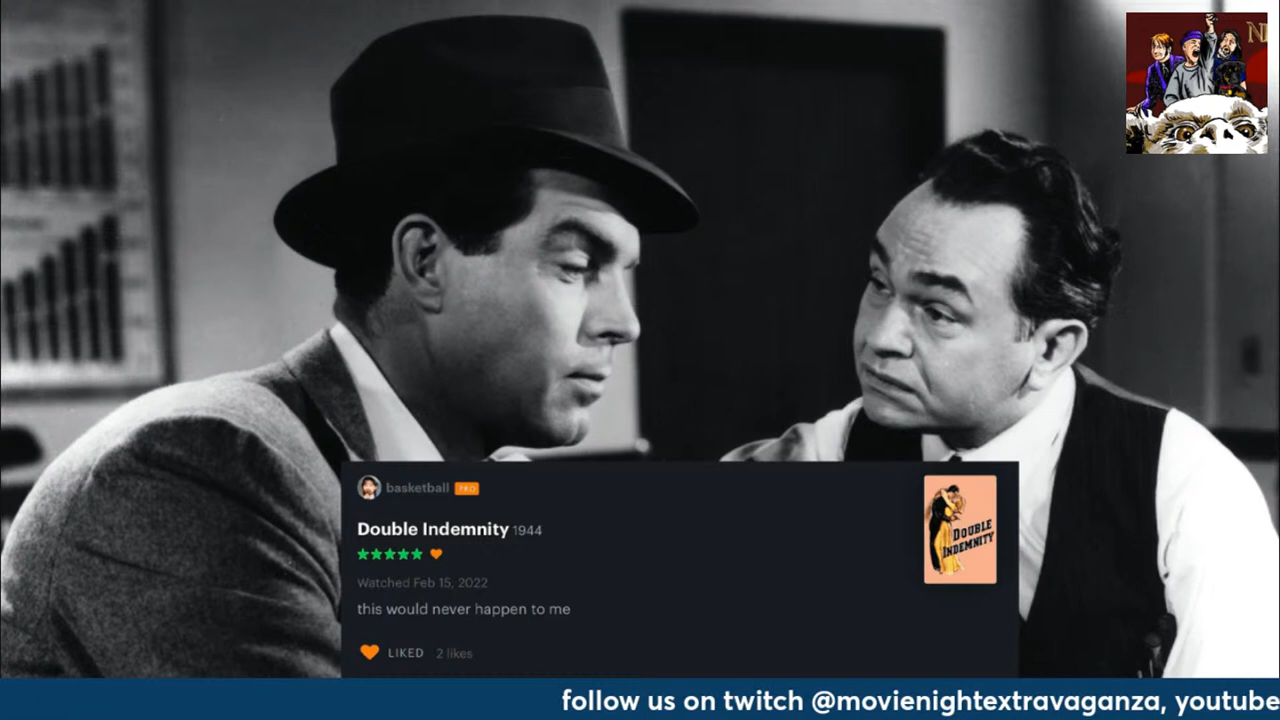 N
basketball PRO
Double Indemnity 1944
Watched Feb 15, 2022
this would never happen to me
LIKED 2 likes
DOUBLE
INDEMNITY
follow us on twitch @movienightextravaganza, youtube